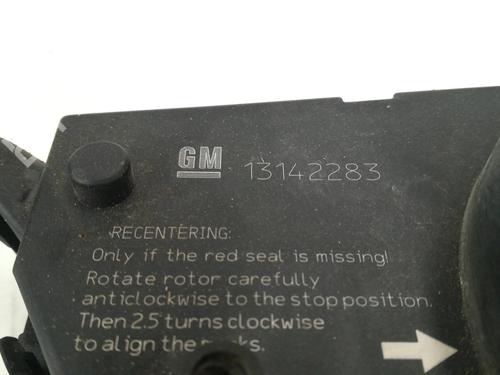 GM 13142283
RECENTERING:
Only if the red seal is missing!
Rotate rotor carefully
anticlockwise to the stop position.
Then 2.5 turns clockwise
to align the